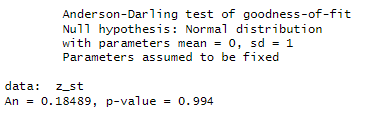 Anderson-Darling test of goodness-of-fit
Null hypothesis: Normal distribution
with parameters mean = 0, sd = 1
Parameters assumed to be fixed
data:  z_st
An = 0.18489, p-value = 0.994